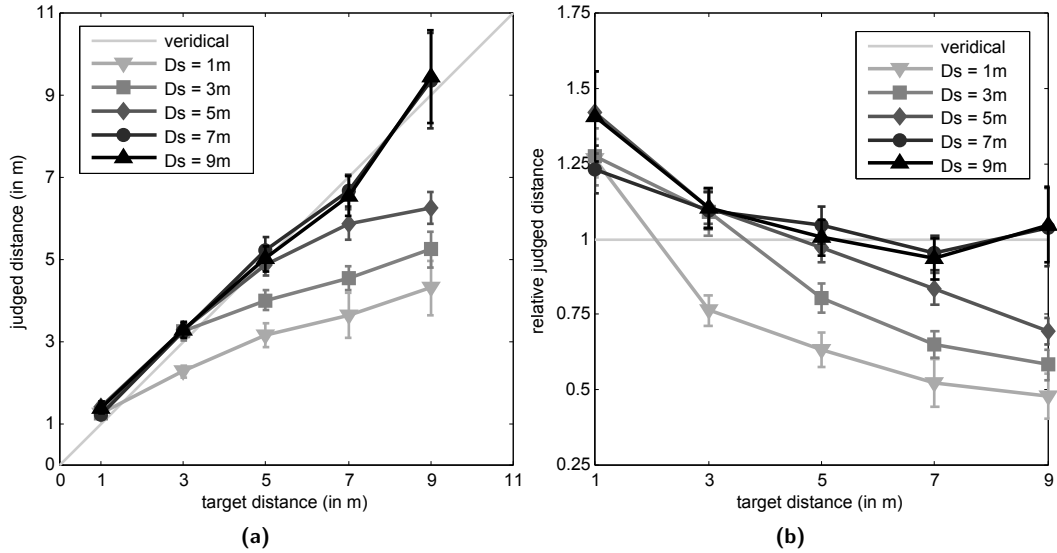 11
9
7
5
3
1
0
judged distance (in m)
veridical
Ds = 1m
Ds = 3m
Ds = 5m
Ds = 7m
Ds = 9m
0 1 3 5 7 9 11
target distance (in m)
(a)
1.75
1.5
1.25
1
0.75
0.5
0.25
relative judged distance
veridical
Ds = 1m
Ds = 3m
Ds = 5m
Ds = 7m
Ds = 9m
1 3 5 7 9
target distance (in m)
(b)